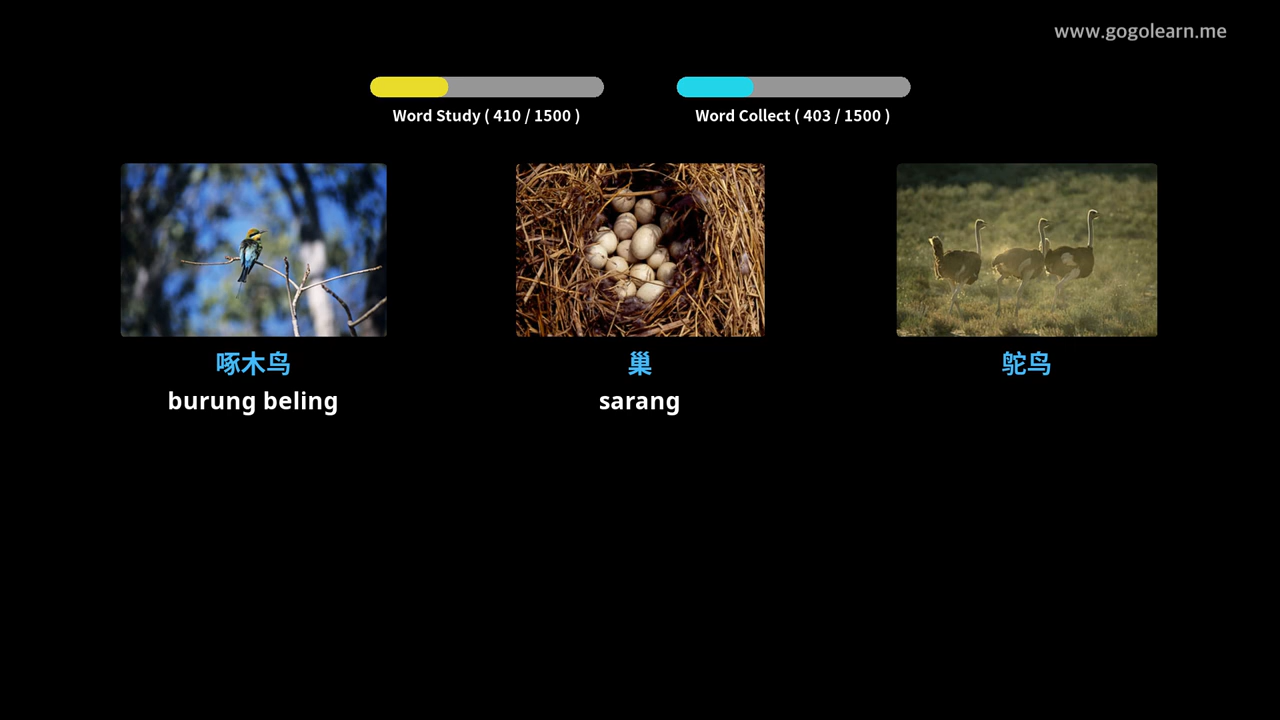 www.gogolearn.me
Word Study ( 410 / 1500 )
Word Collect ( 403 / 1500 )
啄木鸟
巢
鸵鸟
burung beling
sarang